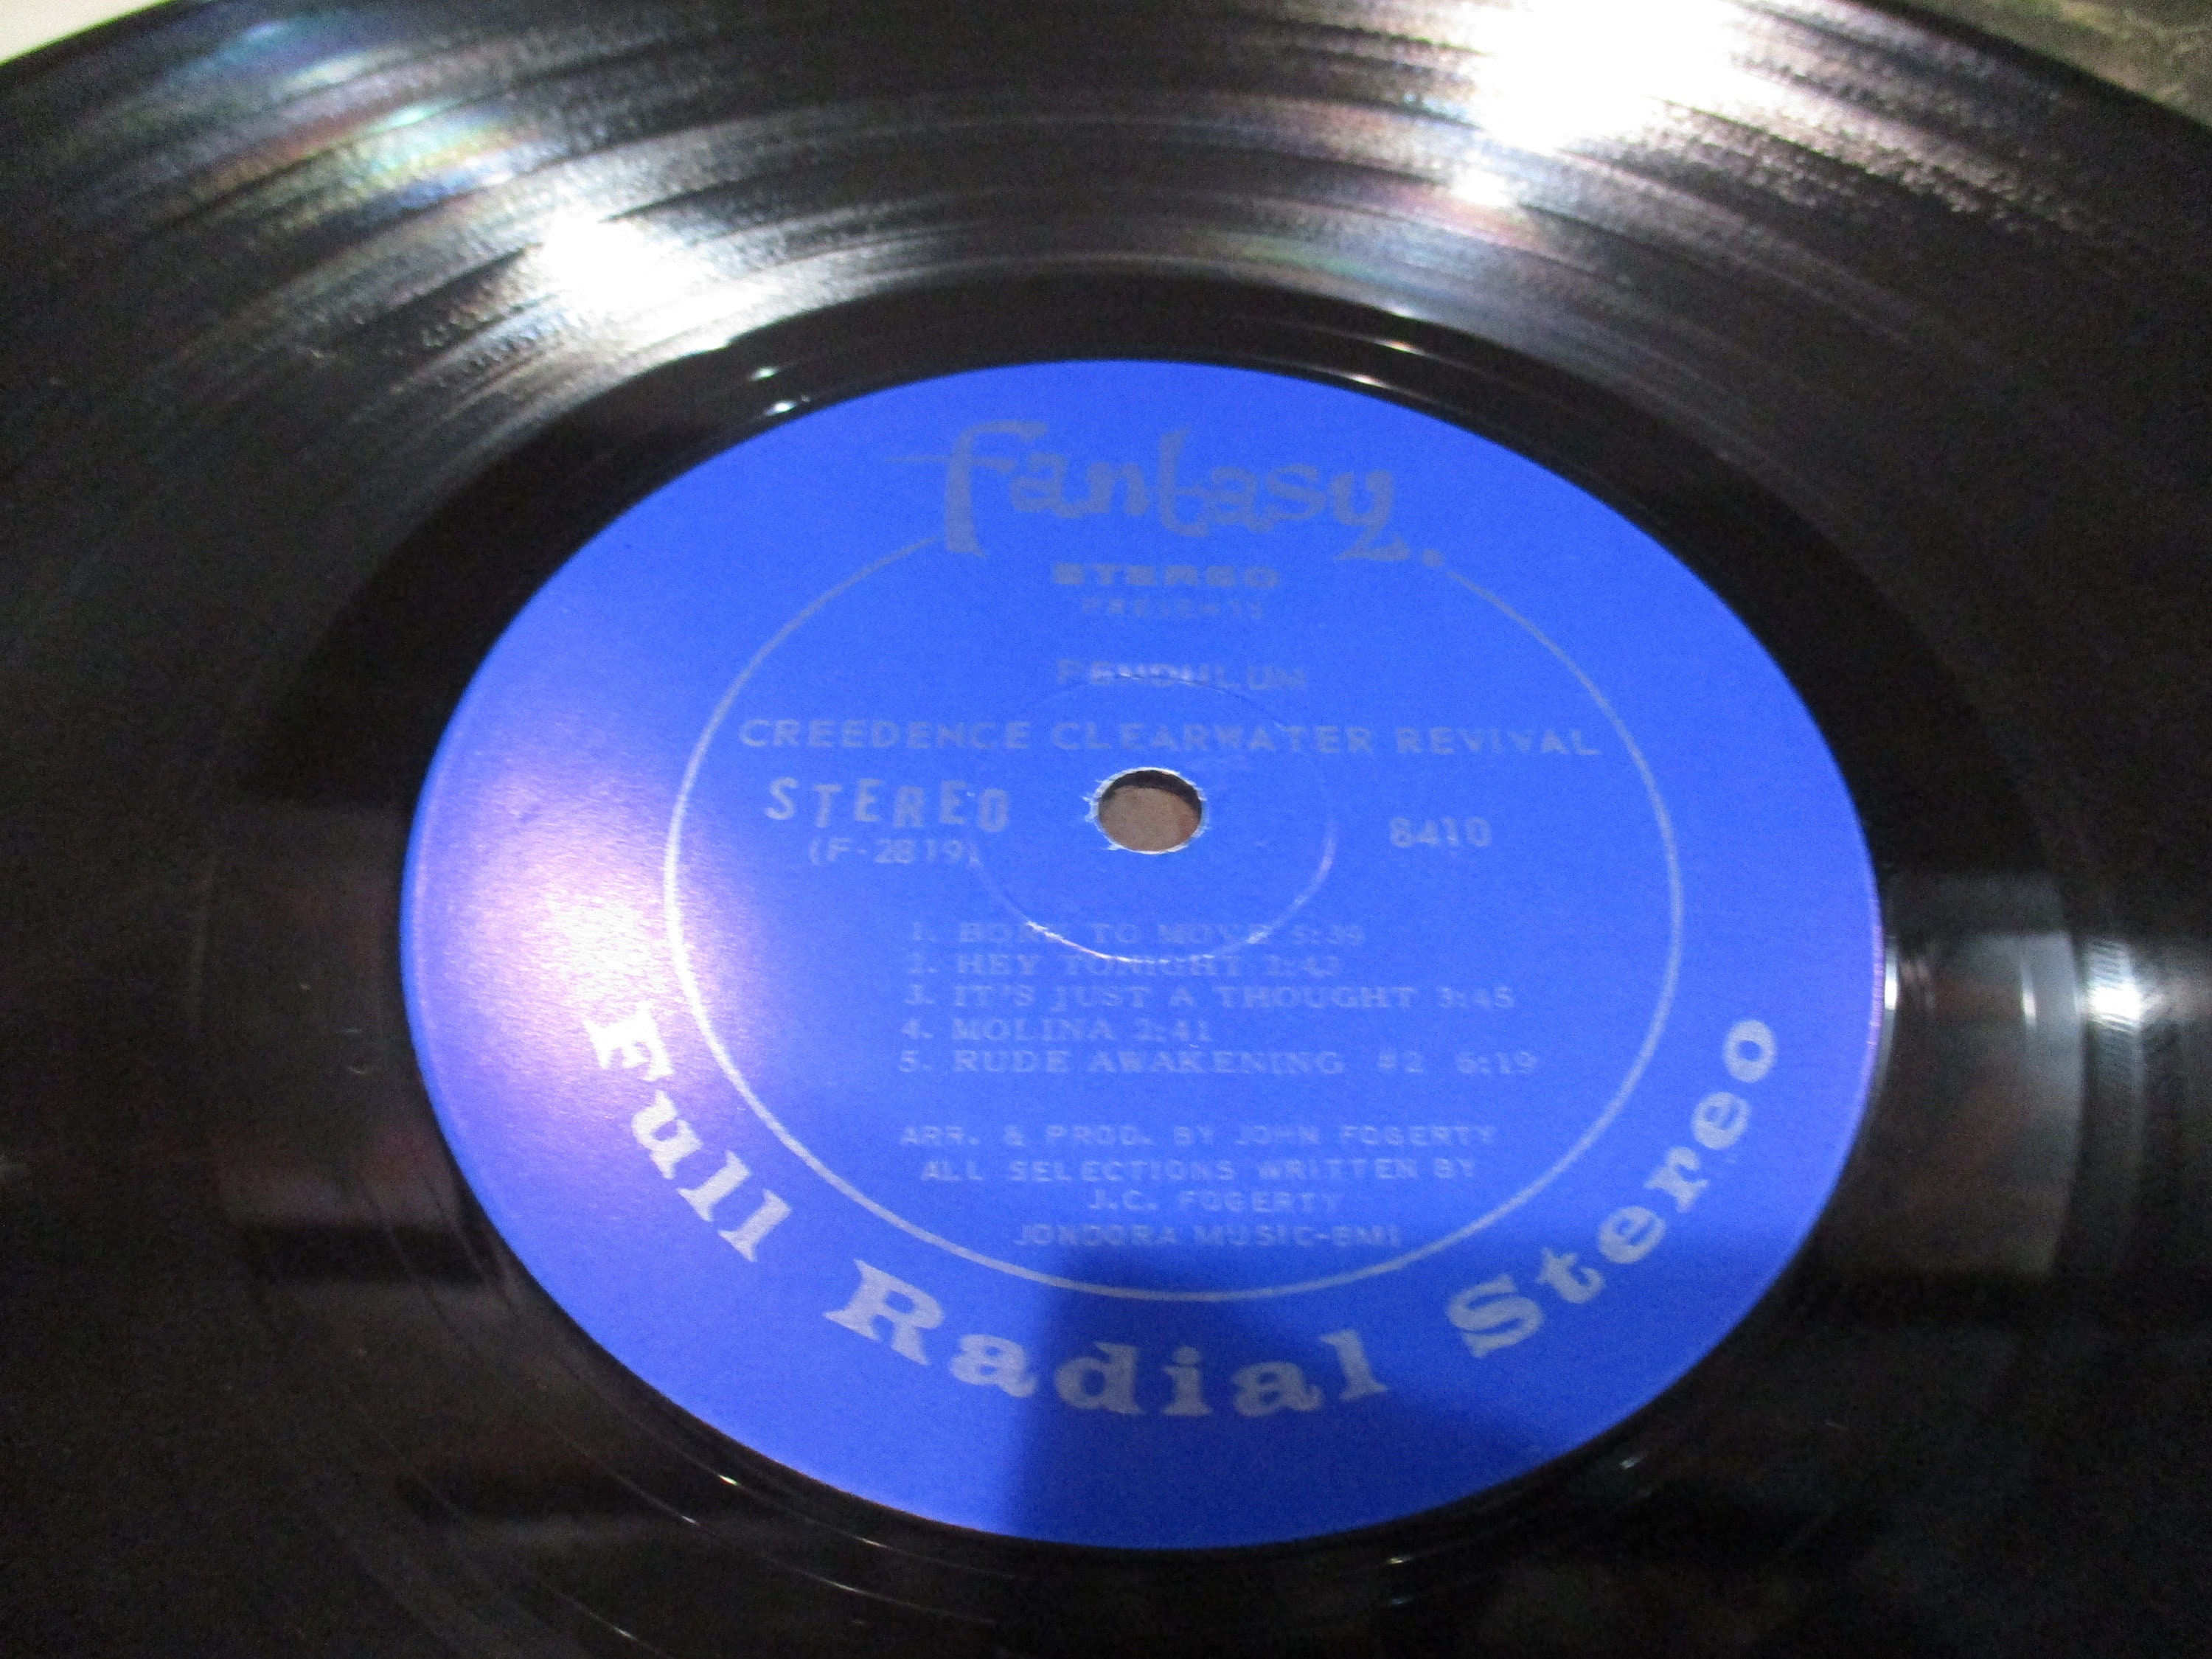 Fantasy.
STEREO
PRESENTS
PENDULUM
CREEDENCE CLEARWATER REVIVAL
STEREO
(F-2819)
8410
1. BORN TO MOVE 5:39
2. HEY TONIGHT 2:43
3. IT'S JUST A THOUGHT 3:45
4. MOLINA 2:41
5. RUDE AWAKENING #2 6:19
ARR. & PROD. BY JOHN FOGERTY
ALL SELECTIONS WRITTEN BY
J.C. FOGERTY
JONDORA MUSIC-BMI
Full Radial Stereo